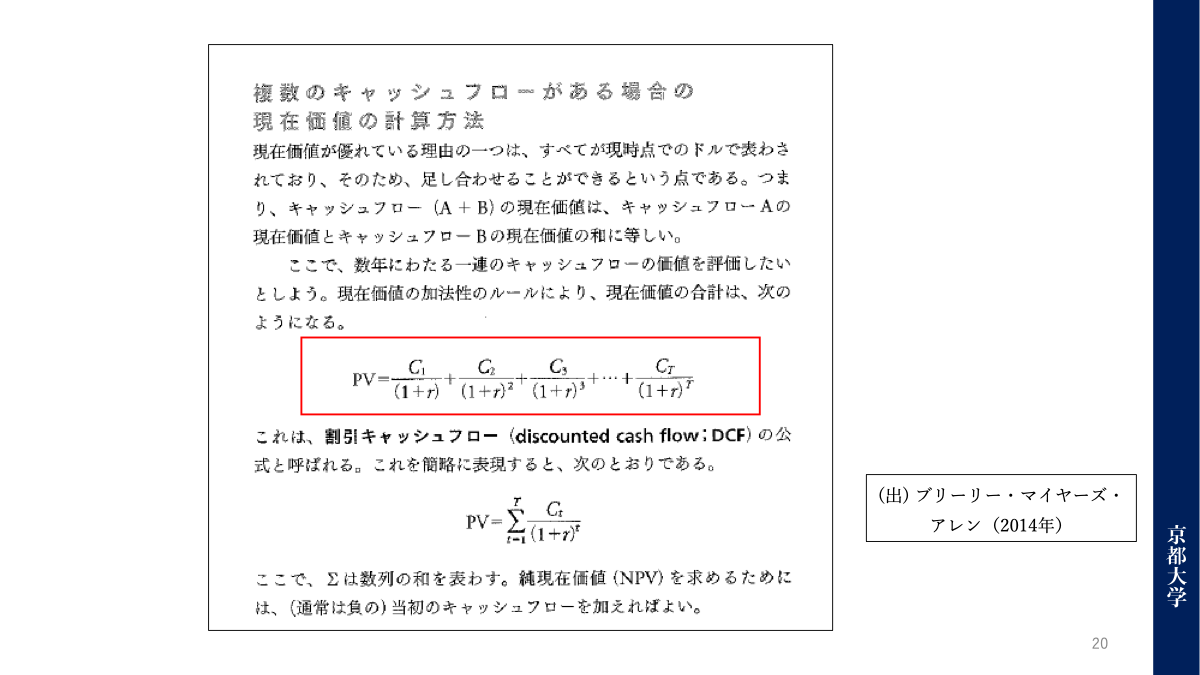 複数のキャッシュフローがある場合の
現在価値の計算方法
現在価値が優れている理由の一つは、すべてが現時点でのドルで表わさ
れており、そのため、足し合わせることができるという点である。つま
り、キャッシュフロー（A + B）の現在価値は、キャッシュフローAの
現在価値とキャッシュフローBの現在価値の和に等しい。
ここで、数年にわたる一連のキャッシュフローの価値を評価したい
としよう。現在価値の加法性のルールにより、現在価値の合計は、次の
ようになる。
PV=C₁/(1+r)+C₂/(1+r)²+C₃/(1+r)³+⋯+C_T/(1+r)^T
これは、割引キャッシュフロー（discounted cash flow；DCF）の公
式と呼ばれる。これを簡略に表現すると、次のとおりである。
PV=∑_{t=1}^{T} C_t/(1+r)^t
ここで、Σは数列の和を表わす。純現在価値（NPV）を求めるために
は、（通常は負の）当初のキャッシュフローを加えればよい。
（出）ブリーリー・マイヤーズ・
アレン（2014年）
京都大学
20